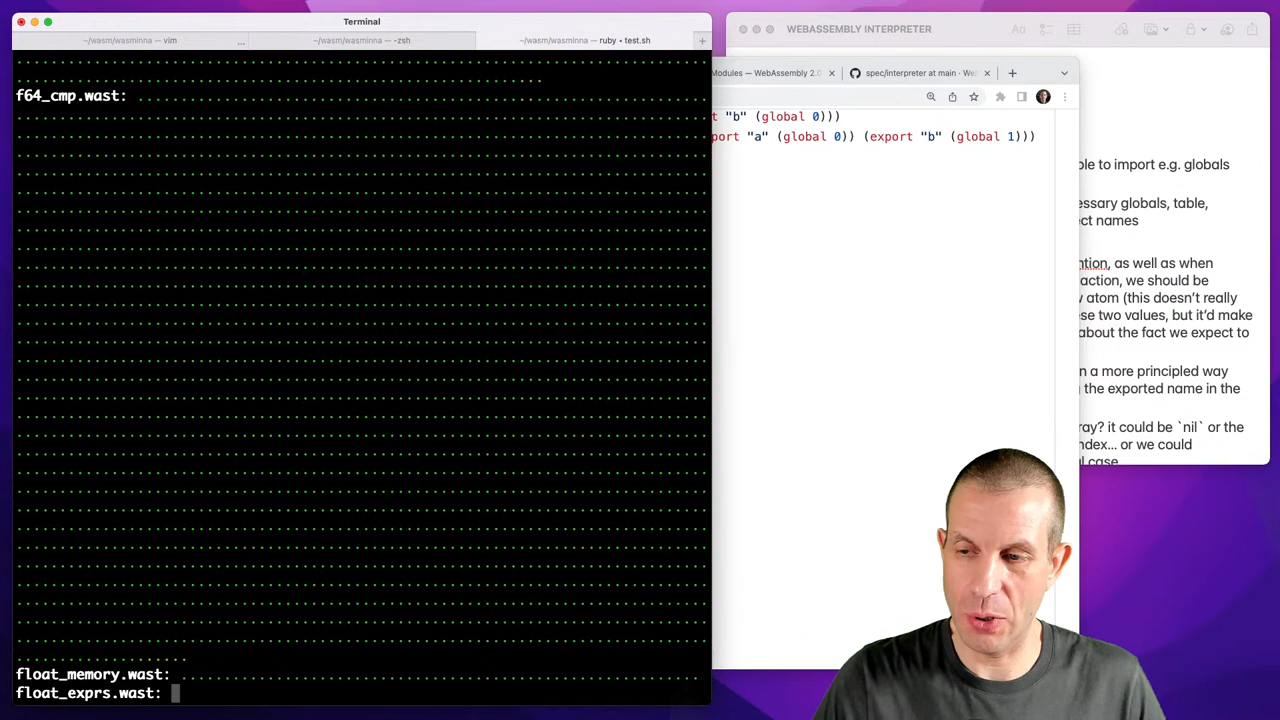 Terminal
~/wasm/wasminna — vim
...
~/wasm/wasminna — -zsh
~/wasm/wasminna — ruby • test.sh
f64_cmp.wast:
float_memory.wast:
float_exprs.wast:
WEBASSEMBLY INTERPRETER
Modules — WebAssembly 2.0
spec/interpreter at main · We
t "b" (global 0)))
port "a" (global 0)) (export "b" (global 1)))
ble to import e.g. globals
essary globals, table,
ect names
ntion, as well as when
action, we should be
w atom (this doesn't really
ese two values, but it'd make
about the fact we expect to
n a more principled way
g the exported name in the
ray? it could be `nil` or the
ndex... or we could
al case